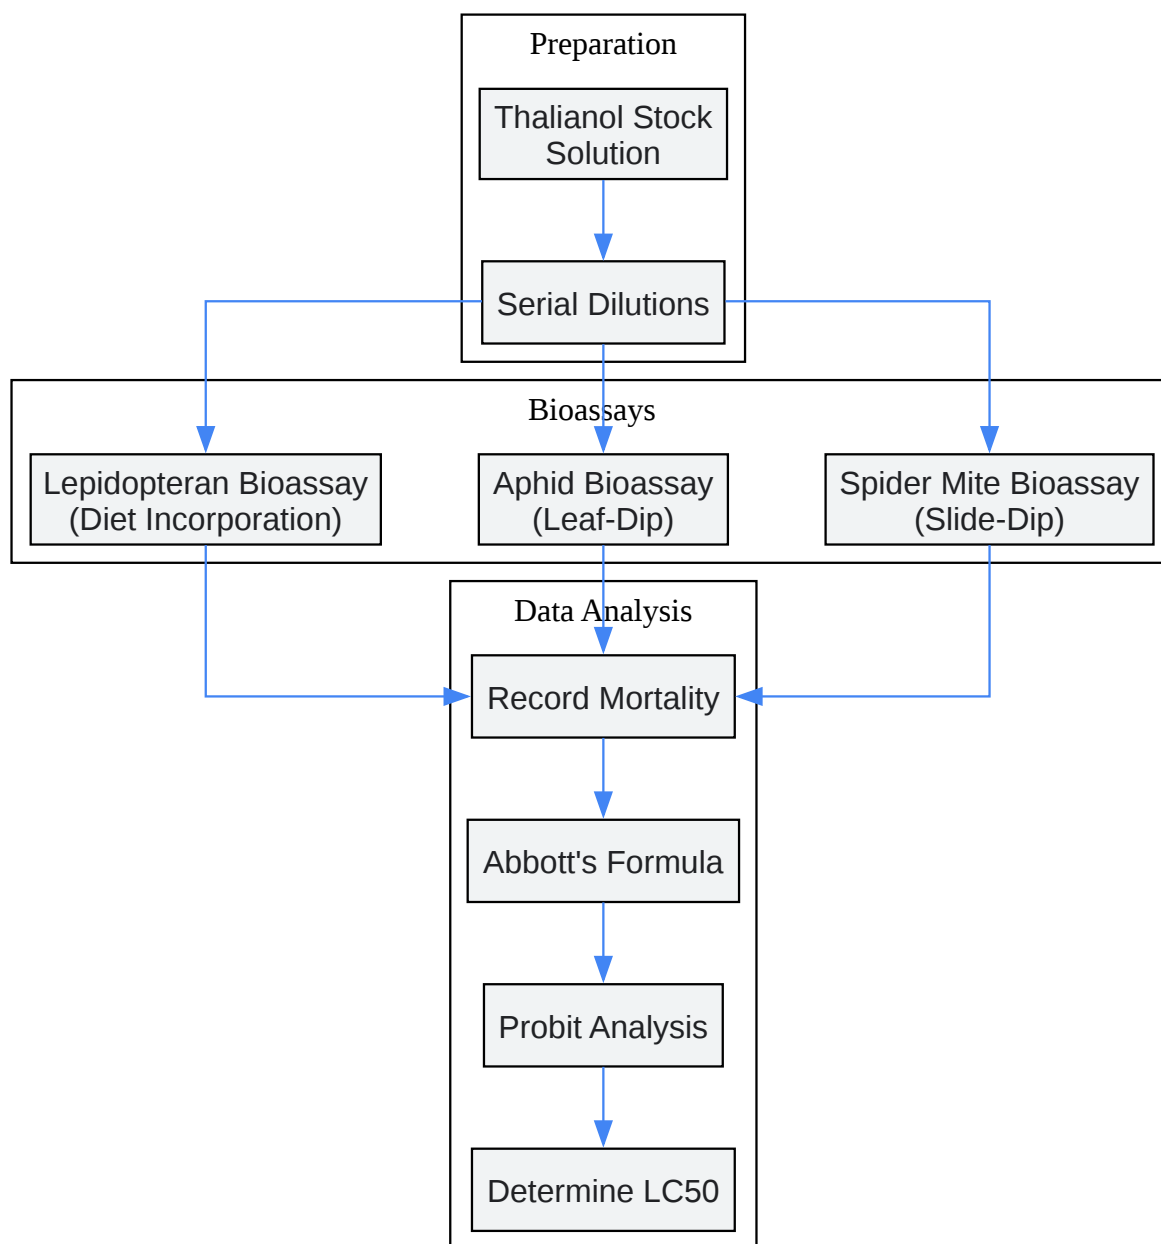 Preparation
Thalianol Stock
Solution
Serial Dilutions
Bioassays
Lepidopteran Bioassay
(Diet Incorporation)
Aphid Bioassay
(Leaf-Dip)
Spider Mite Bioassay
(Slide-Dip)
Data Analysis
Record Mortality
Abbott's Formula
Probit Analysis
Determine LC50